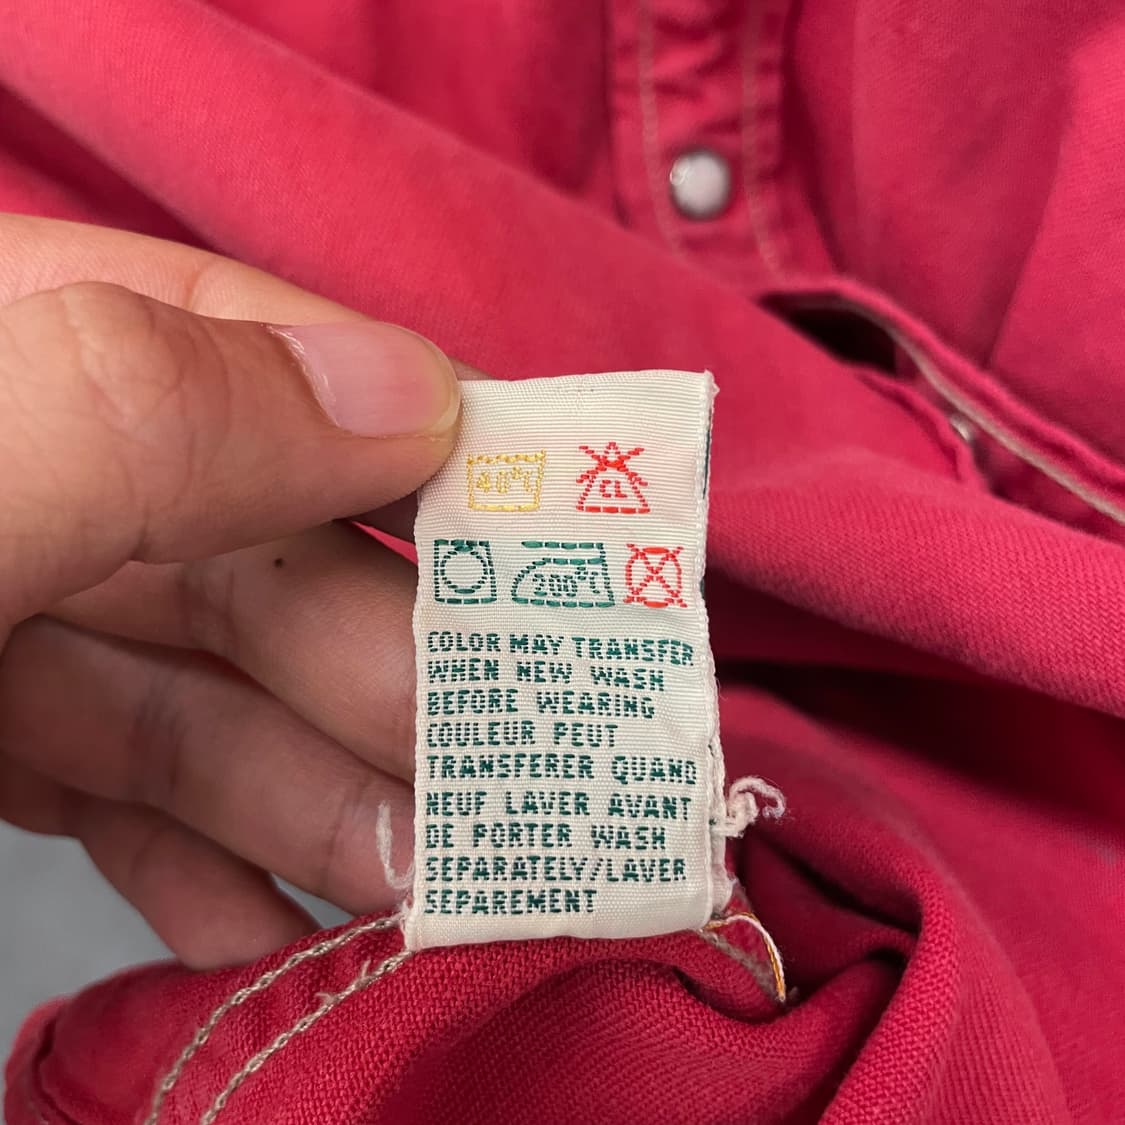 40°C
CL
200°C
COLOR MAY TRANSFER
WHEN NEW WASH
BEFORE WEARING
COULEUR PEUT
TRANSFERER QUAND
NEUF LAVER AVANT
DE PORTER WASH
SEPARATELY/LAVER
SEPAREMENT